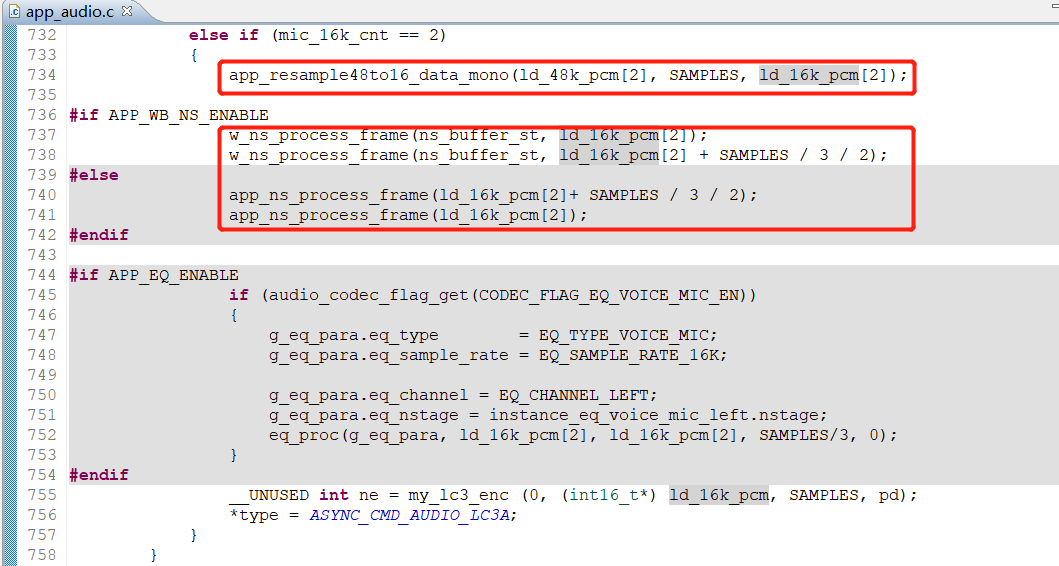 app_audio.c
732 else if (mic_16k_cnt == 2)
733 {
734 app_resample48to16_data_mono(ld_48k_pcm[2], SAMPLES, ld_16k_pcm[2]);
735
736 #if APP_WB_NS_ENABLE
737 w_ns_process_frame(ns_buffer_st, ld_16k_pcm[2]);
738 w_ns_process_frame(ns_buffer_st, ld_16k_pcm[2] + SAMPLES / 3 / 2);
739 #else
740 app_ns_process_frame(ld_16k_pcm[2]+ SAMPLES / 3 / 2);
741 app_ns_process_frame(ld_16k_pcm[2]);
742 #endif
743
744 #if APP_EQ_ENABLE
745 if (audio_codec_flag_get(CODEC_FLAG_EQ_VOICE_MIC_EN))
746 {
747 g_eq_para.eq_type = EQ_TYPE_VOICE_MIC;
748 g_eq_para.eq_sample_rate = EQ_SAMPLE_RATE_16K;
749
750 g_eq_para.eq_channel = EQ_CHANNEL_LEFT;
751 g_eq_para.eq_nstage = instance_eq_voice_mic_left.nstage;
752 eq_proc(g_eq_para, ld_16k_pcm[2], ld_16k_pcm[2], SAMPLES/3, 0);
753 }
754 #endif
755 __UNUSED int ne = my_lc3_enc (0, (int16_t*) ld_16k_pcm, SAMPLES, pd);
756 *type = ASYNC_CMD_AUDIO_LC3A;
757 }
758 }